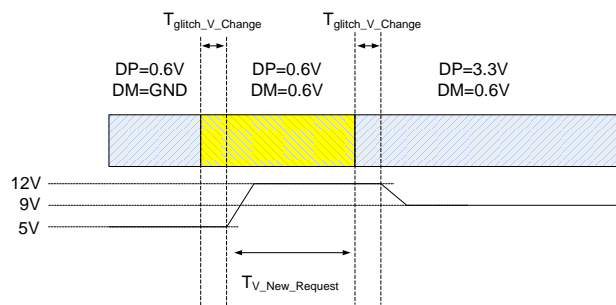 T_glitch_V_Change T_glitch_V_Change
DP=0.6V DP=0.6V DP=3.3V
DM=GND DM=0.6V DM=0.6V
12V
9V
5V
T_V_New_Request